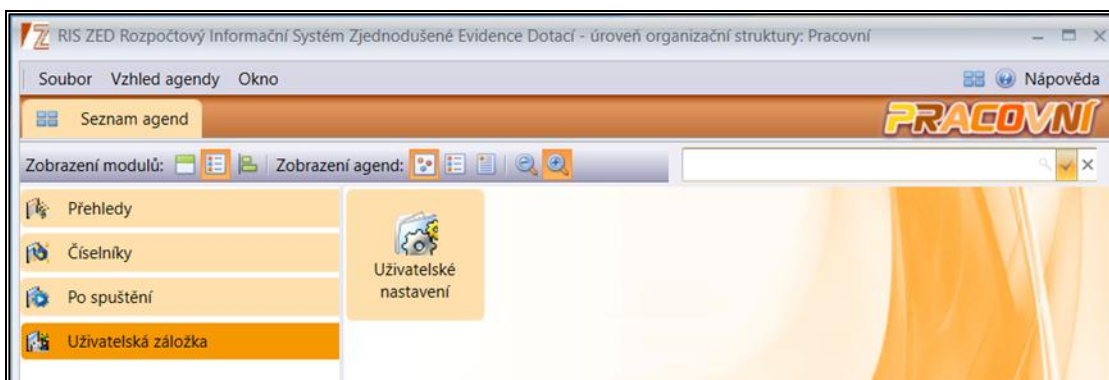 RIS ZED Rozpočtový Informační Systém Zjednodušené Evidence Dotací - úroveň organizační struktury: Pracovní
Soubor Vzhled agendy Okno Nápověda
Seznam agend PRACOVNÍ
Zobrazení modulů: Zobrazení agend:
Přehledy
Číselníky
Po spuštění
Uživatelská záložka
Uživatelské
nastavení